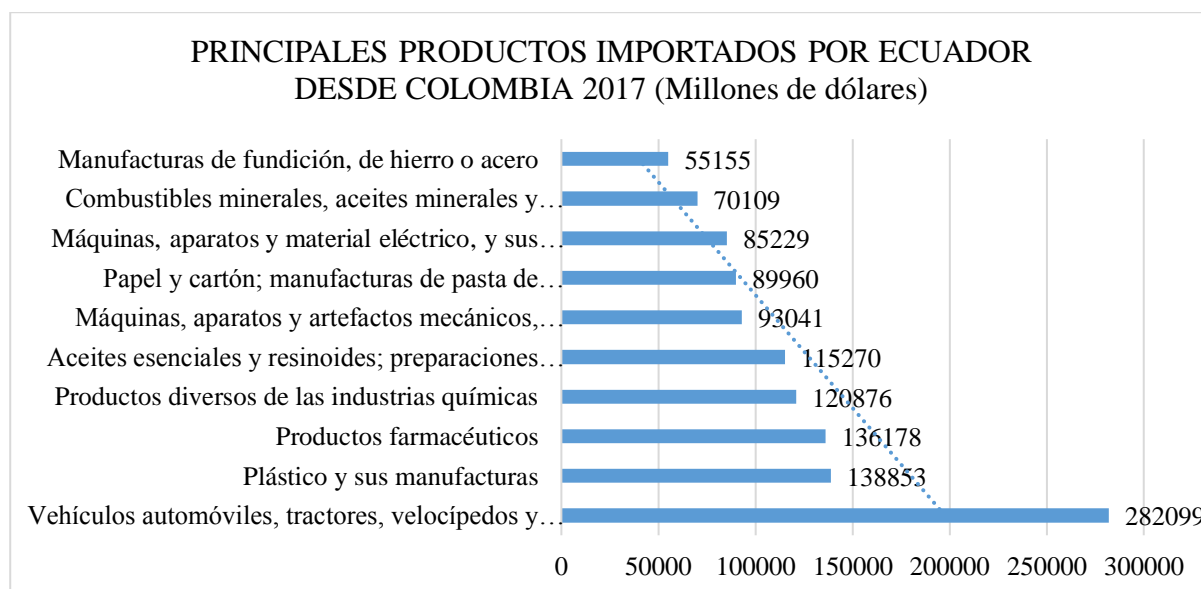 PRINCIPALES PRODUCTOS IMPORTADOS POR ECUADOR
DESDE COLOMBIA 2017 (Millones de dólares)
Manufacturas de fundición, de hierro o acero 55155
Combustibles minerales, aceites minerales y… 70109
Máquinas, aparatos y material eléctrico, y sus… 85229
Papel y cartón; manufacturas de pasta de… 89960
Máquinas, aparatos y artefactos mecánicos,… 93041
Aceites esenciales y resinoides; preparaciones… 115270
Productos diversos de las industrias químicas 120876
Productos farmacéuticos 136178
Plástico y sus manufacturas 138853
Vehículos automóviles, tractores, velocípedos y… 282099
0 50000 100000 150000 200000 250000 300000